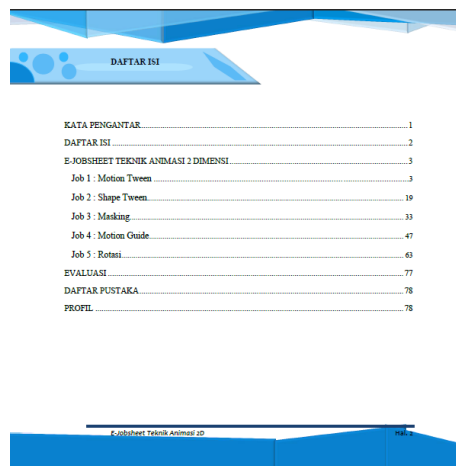 DAFTAR ISI
KATA PENGANTAR 1
DAFTAR ISI 2
E-JOBSHEET TEKNIK ANIMASI 2 DIMENSI 3
Job 1 : Motion Tween 3
Job 2 : Shape Tween 19
Job 3 : Masking 33
Job 4 : Motion Guide 47
Job 5 : Rotasi 63
EVALUASI 77
DAFTAR PUSTAKA 78
PROFIL 78
E-Jobsheet Teknik Animasi 2D Hal. 2